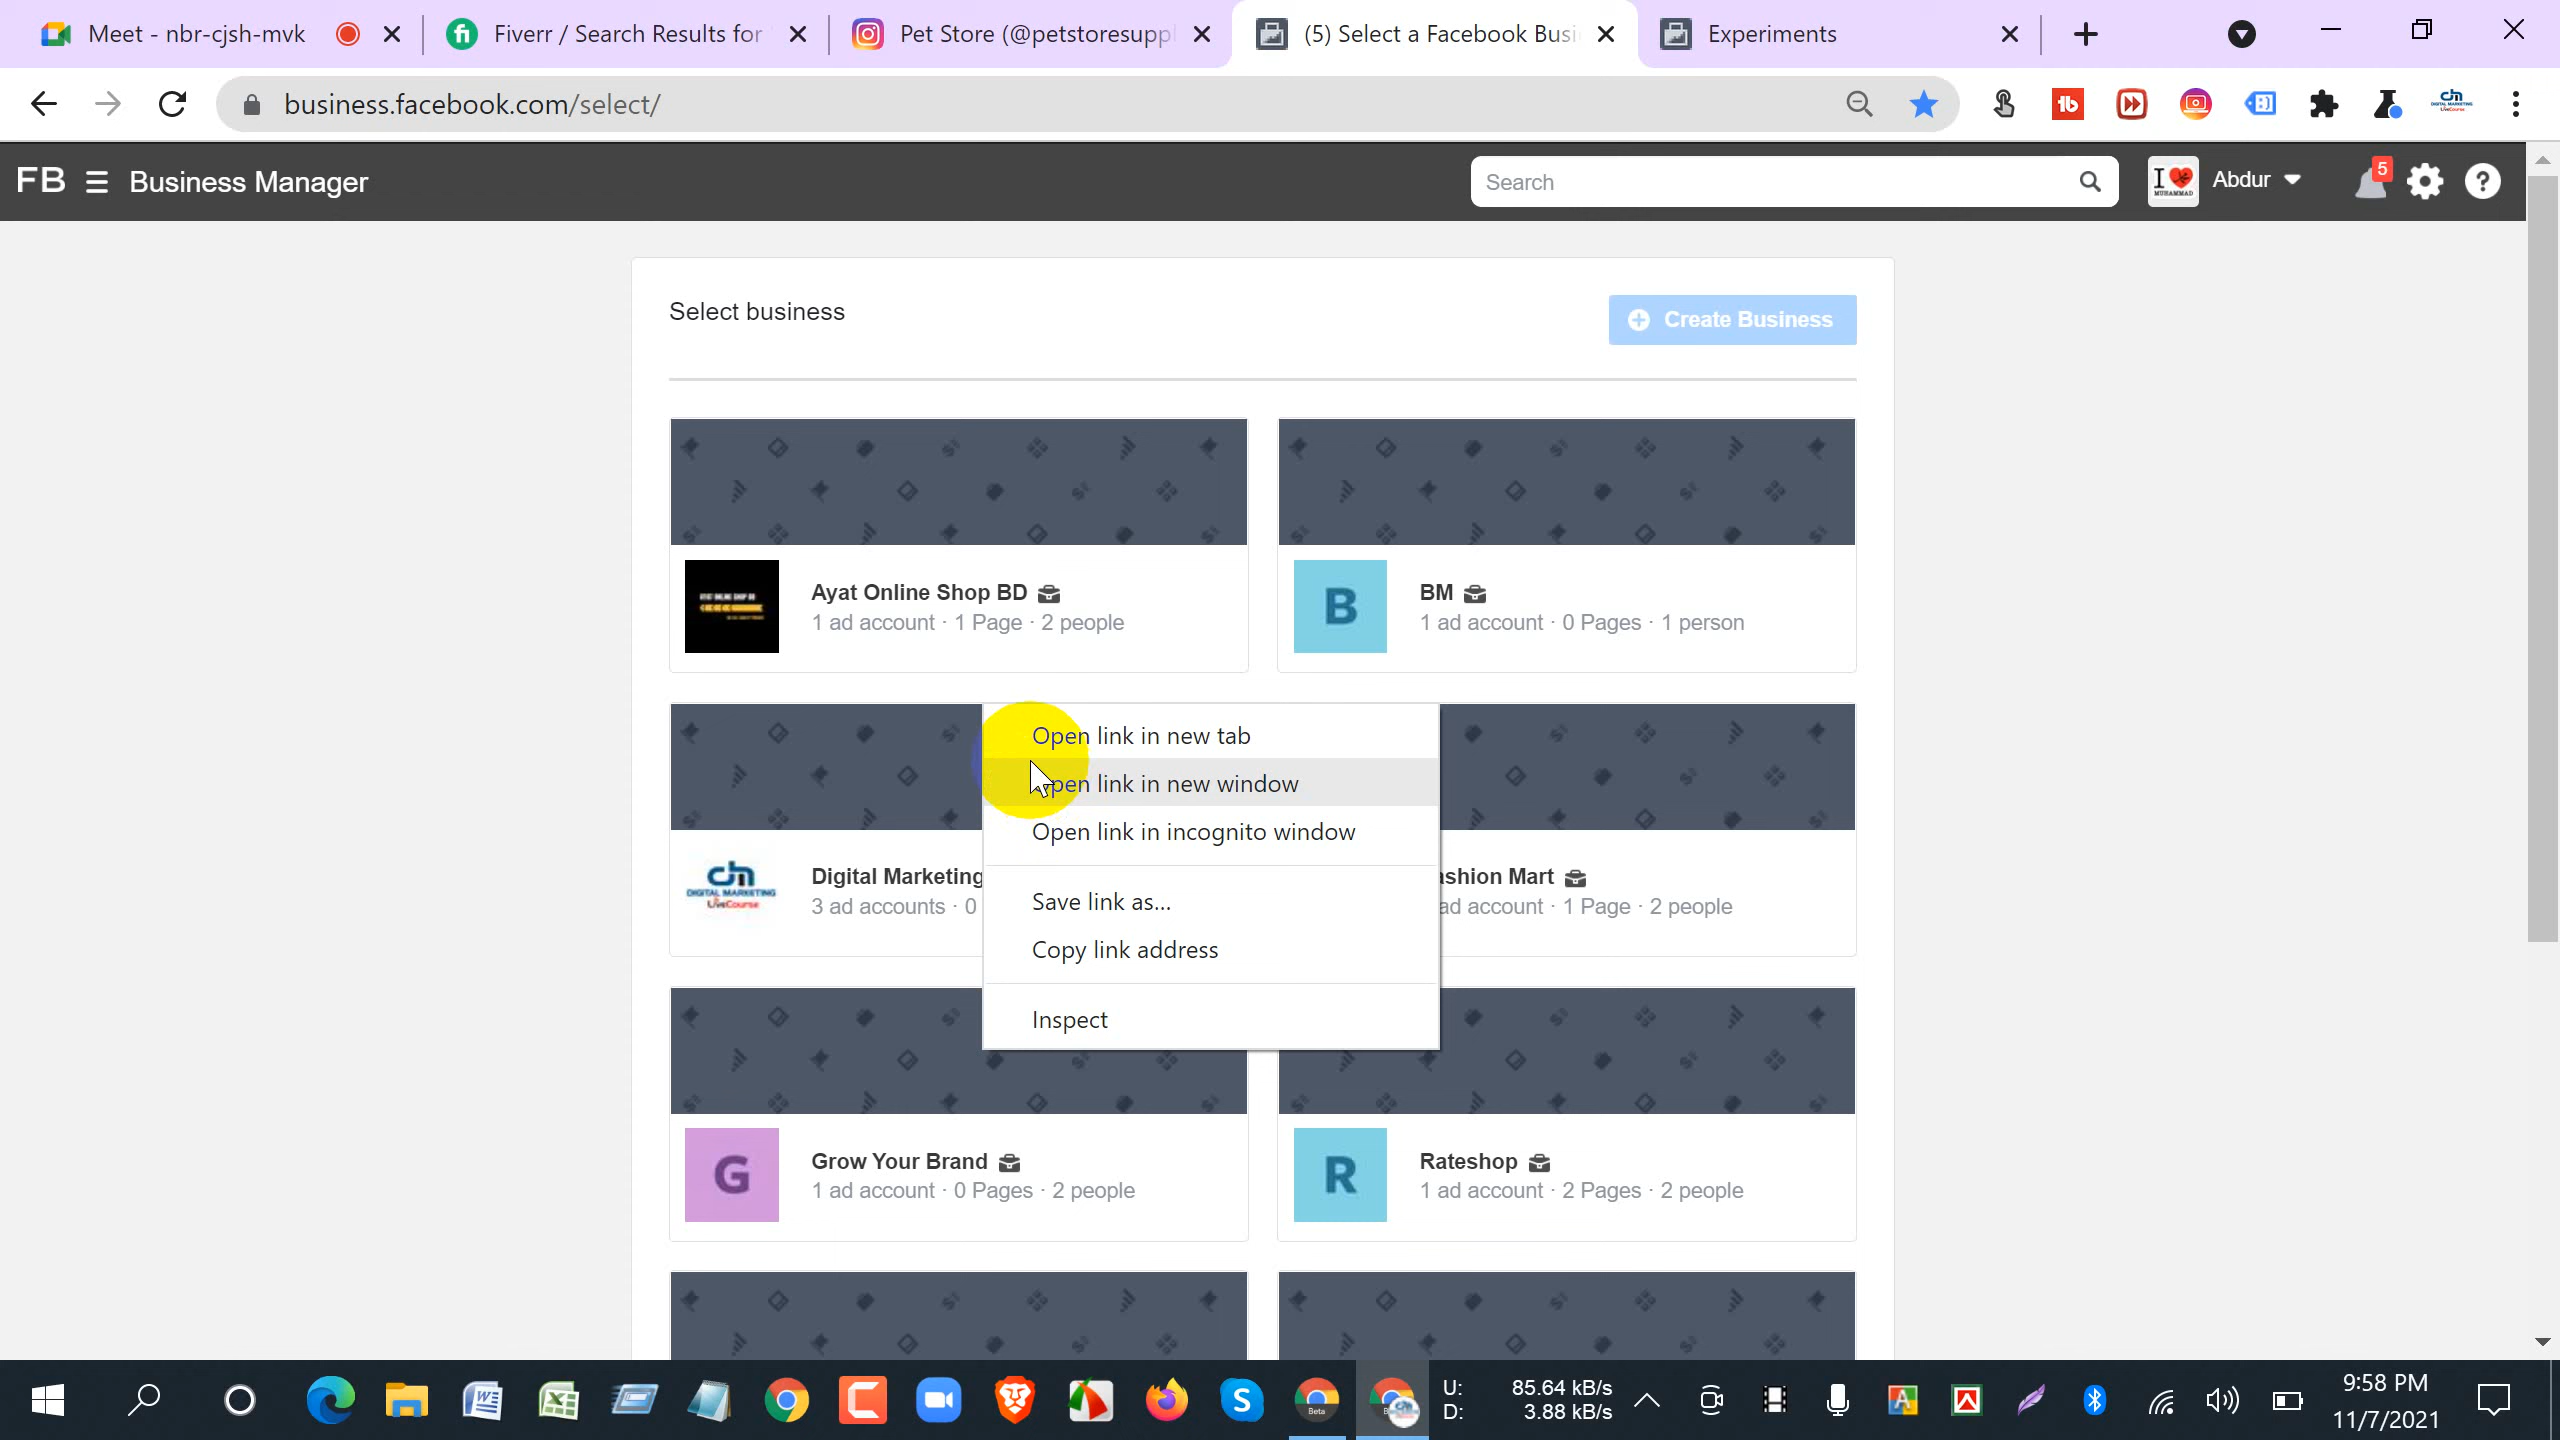 Meet - nbr-cjsh-mvk
Fiverr / Search Results for
Pet Store (@petstoresuppl
(5) Select a Facebook Busi
Experiments
business.facebook.com/select/
FB Business Manager
Search
I MUHAMMAD
Abdur
5
Select business
Create Business
Ayat Online Shop BD
1 ad account · 1 Page · 2 people
B
BM
1 ad account · 0 Pages · 1 person
Open link in new tab
Open link in new window
Open link in incognito window
Save link as...
Copy link address
Inspect
DIGITAL MARKETING
LiveCourse
Digital Marketing
3 ad accounts · 0
ashion Mart
ad account · 1 Page · 2 people
G
Grow Your Brand
1 ad account · 0 Pages · 2 people
R
Rateshop
1 ad account · 2 Pages · 2 people
U: 85.64 kB/s
D: 3.88 kB/s
9:58 PM
11/7/2021